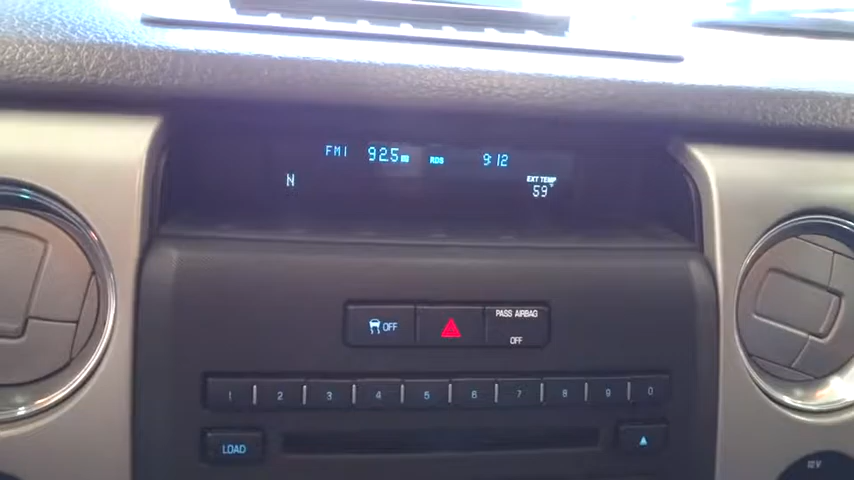 FM1 92.5 RDS 9:12
N EXT TEMP
59°
OFF PASS AIRBAG
OFF
1 2 3 4 5 6 7 8 9 0
LOAD
12V